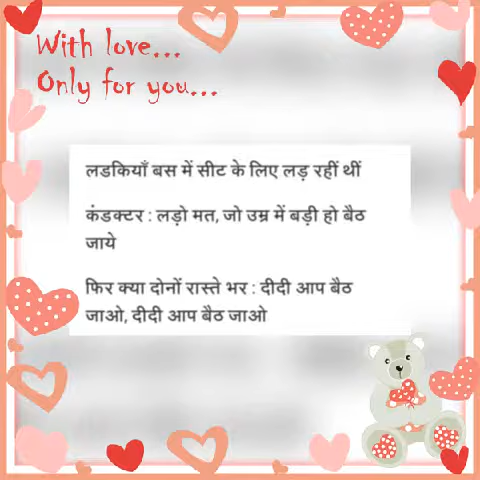 With love...
Only for you...
लडकियाँ बस में सीट के लिए लड़ रहीं थीं
कंडक्टर : लड़ो मत, जो उम्र में बड़ी हो बैठ
जाये
फिर क्या दोनों रास्ते भर : दीदी आप बैठ
जाओ, दीदी आप बैठ जाओ